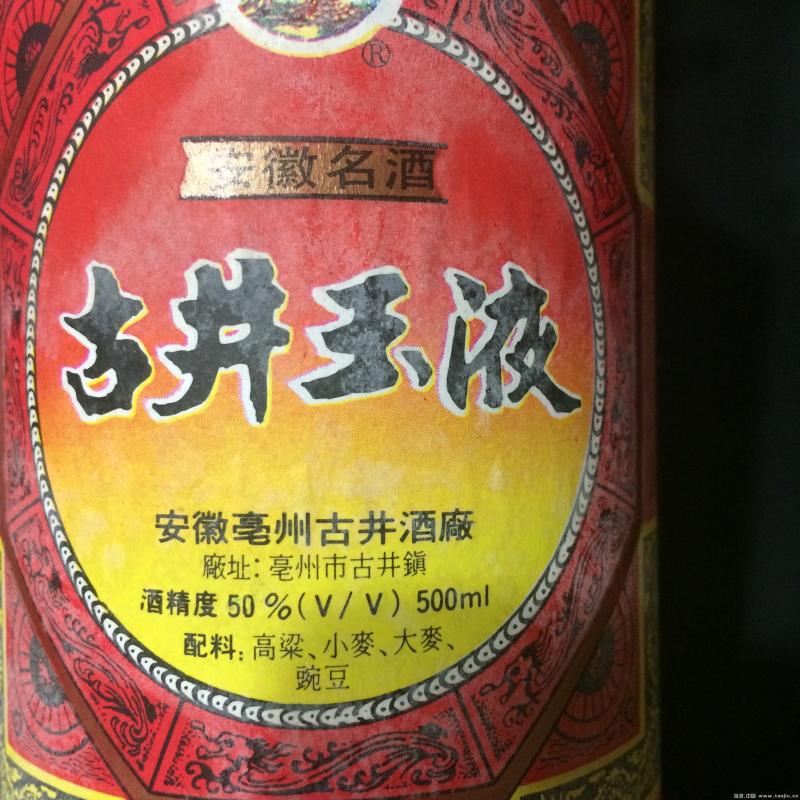 ®
安徽名酒
古井玉液
安徽亳州古井酒廠
廠址：亳州市古井鎮
酒精度 50%(V/V) 500ml
配料：高粱、小麥、大麥、
豌豆